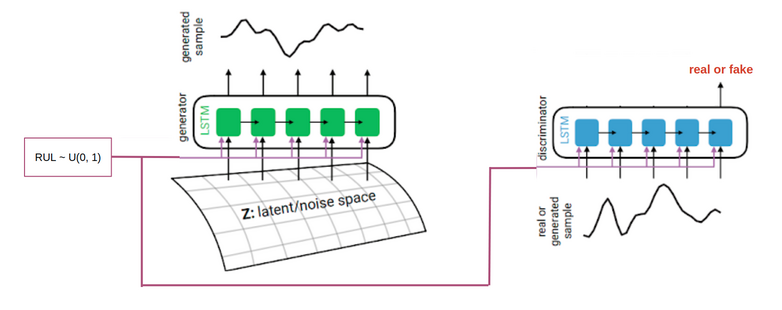 generated
sample
generator
LSTM
RUL ~ U(0, 1)
Z: latent/noise space
real or fake
discriminator
LSTM
real or
generated
sample